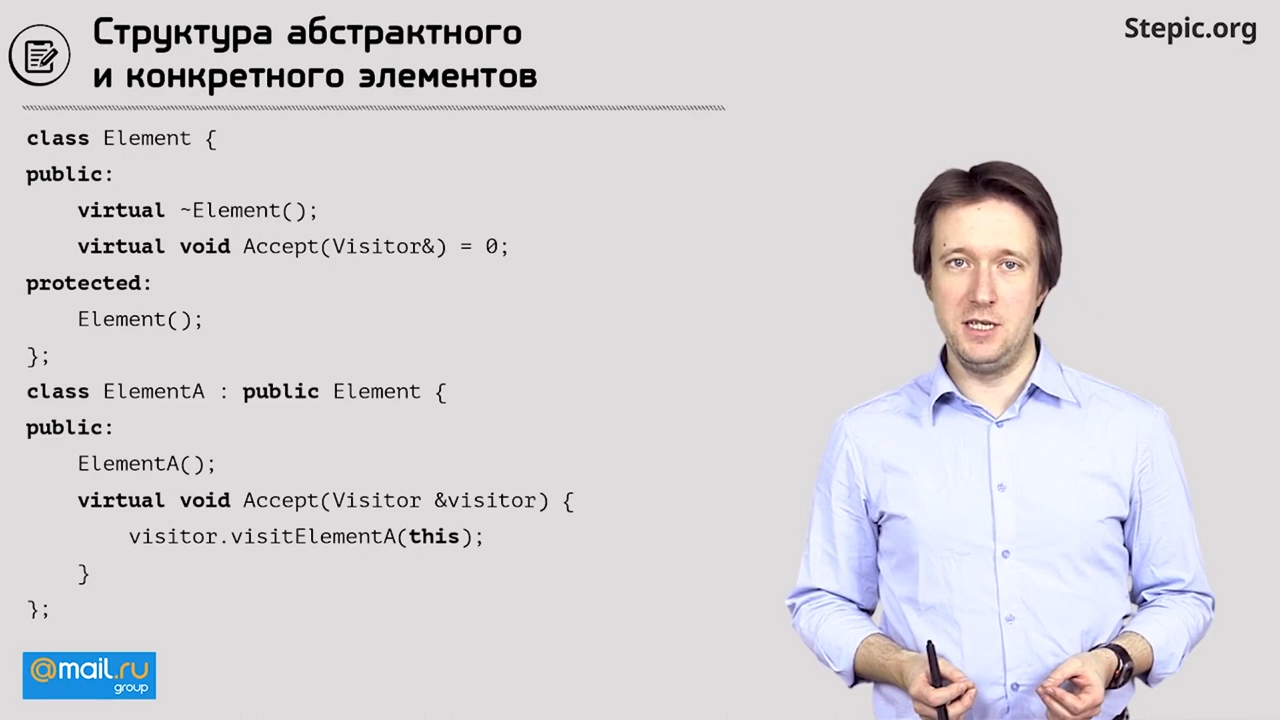 Структура абстрактного
и конкретного элементов
Stepic.org
class Element {
public:
virtual ~Element();
virtual void Accept(Visitor&) = 0;
protected:
Element();
};
class ElementA : public Element {
public:
ElementA();
virtual void Accept(Visitor &visitor) {
visitor.visitElementA(this);
}
};
@mail.ru
group